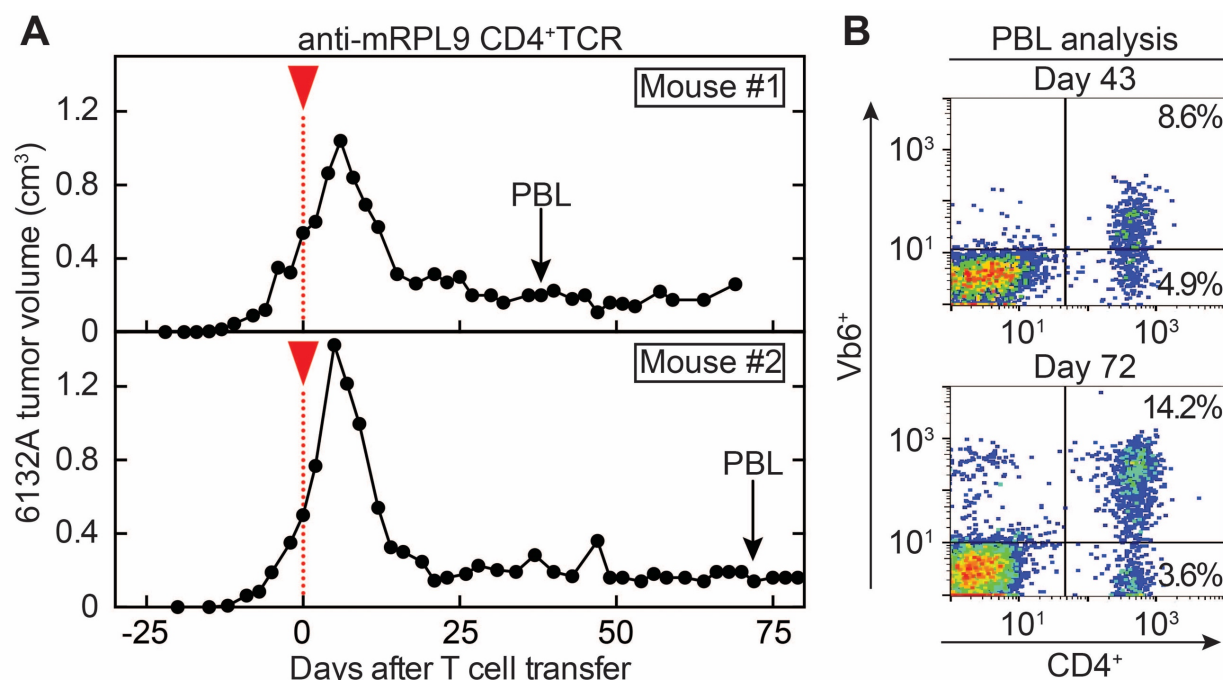 A
anti-mRPL9 CD4⁺TCR
Mouse #1
PBL
1.2
0.8
0.4
0
Mouse #2
PBL
1.2
0.8
0.4
0
6132A tumor volume (cm³)
-25 0 25 50 75
Days after T cell transfer
B
PBL analysis
Day 43
8.6%
4.9%
10³
10¹
10¹ 10³
Day 72
14.2%
3.6%
10³
10¹
10¹ 10³
Vb6⁺
CD4⁺